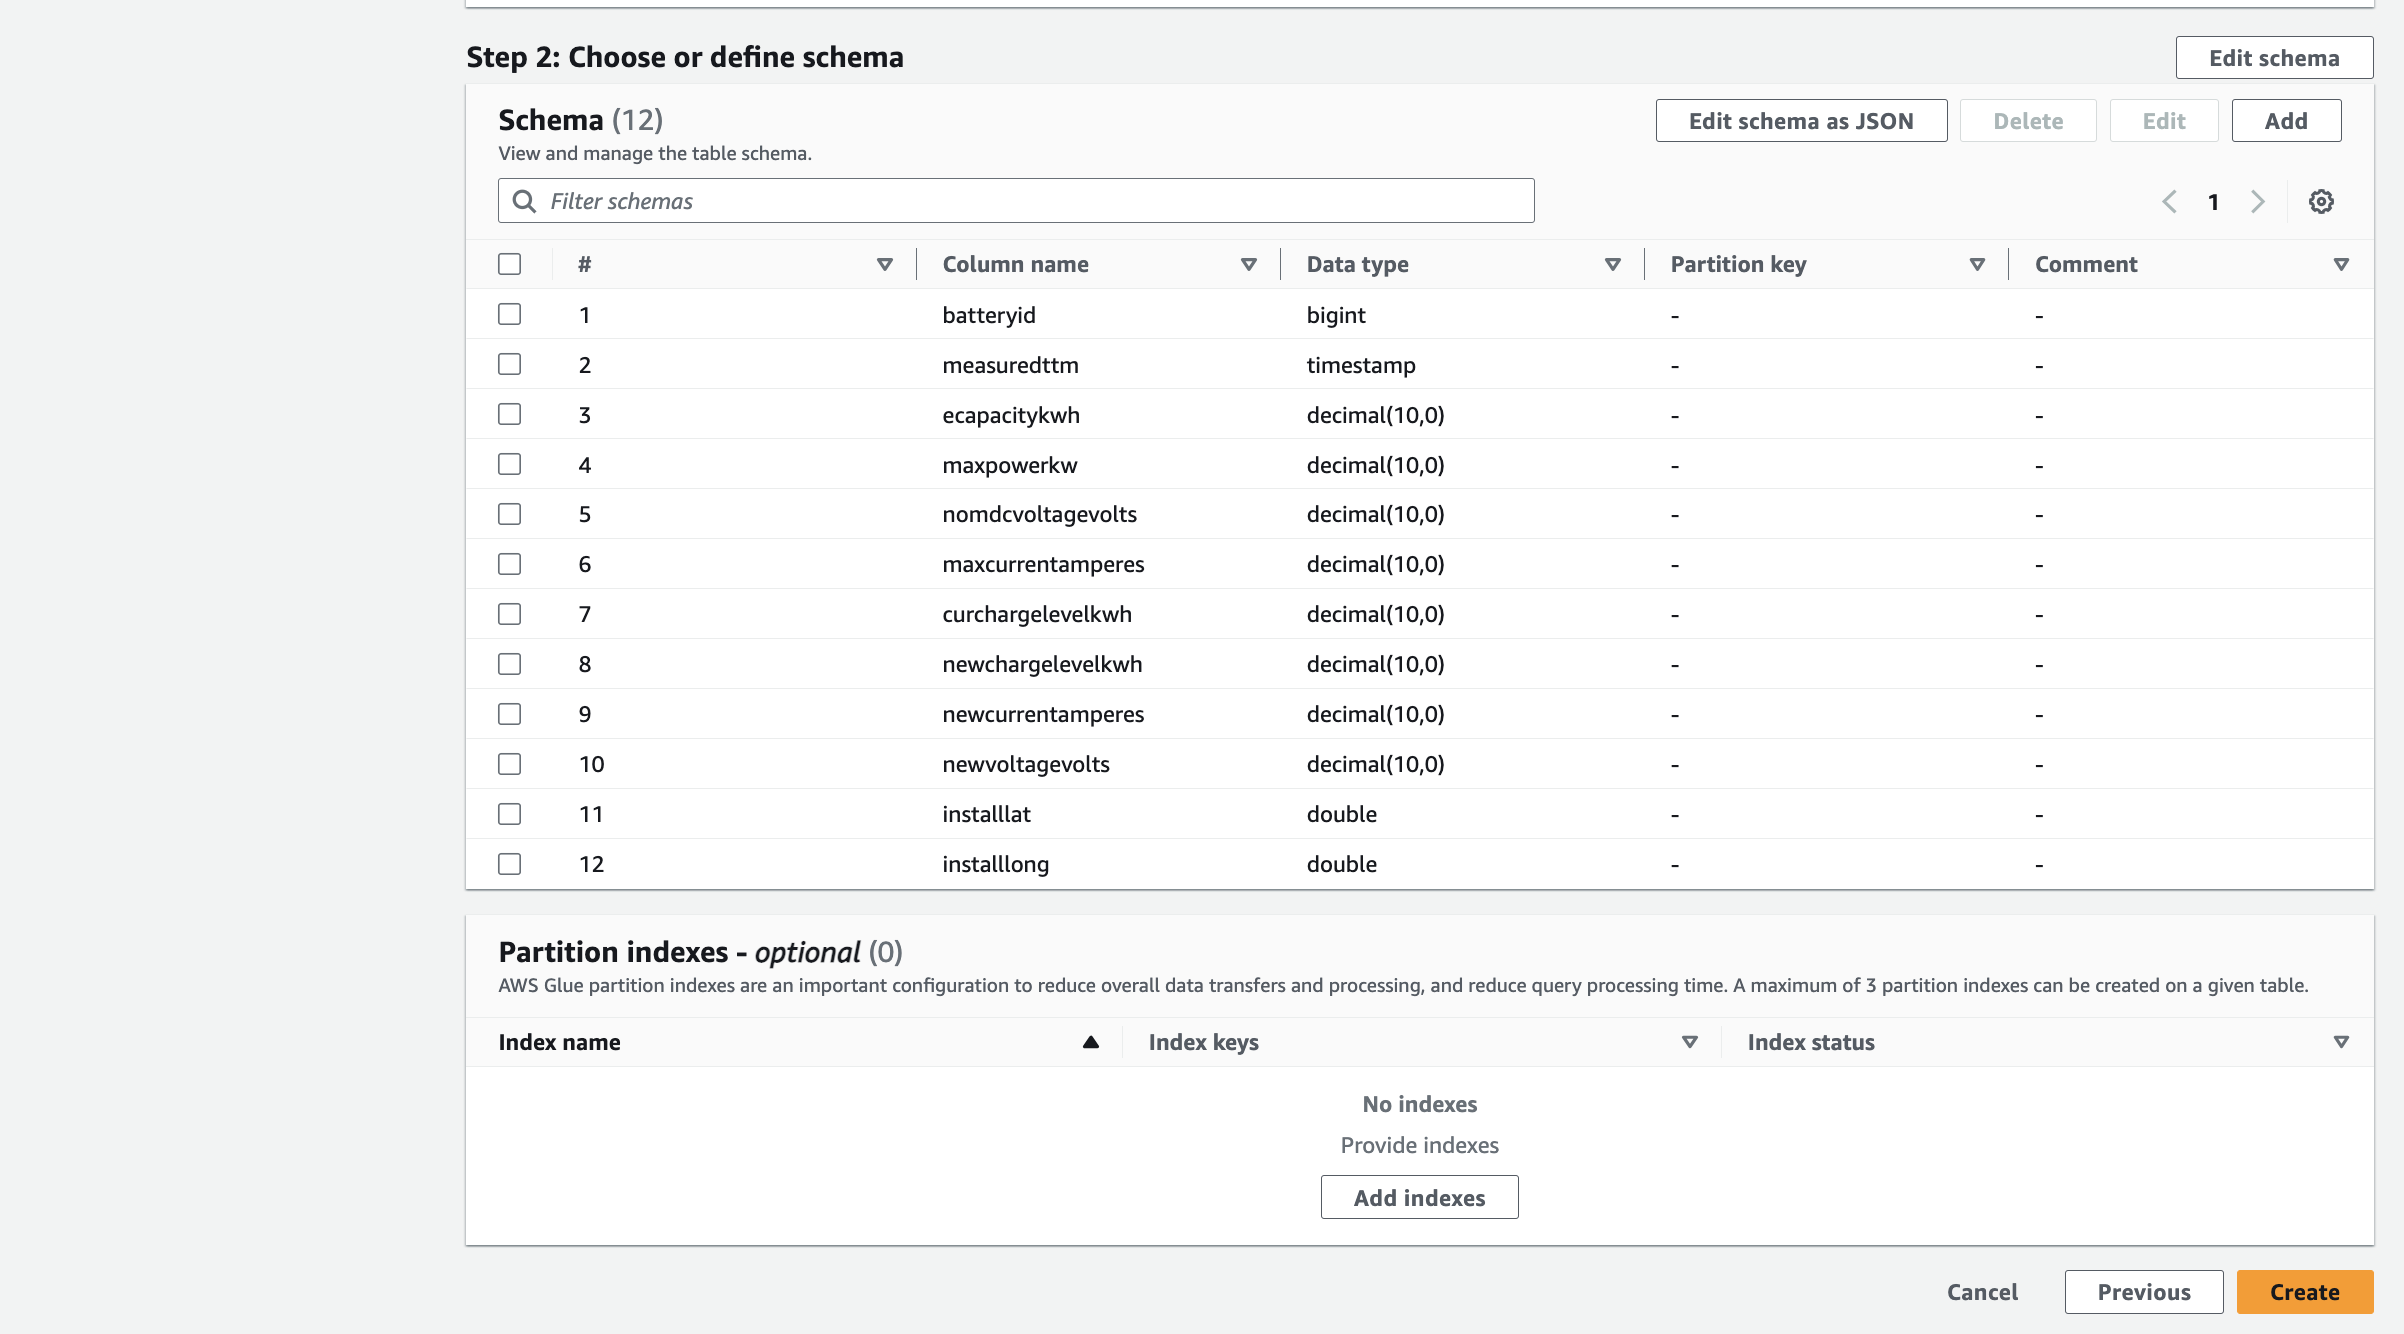 Step 2: Choose or define schema
Edit schema
Schema (12)
View and manage the table schema.
Edit schema as JSON Delete Edit Add
Filter schemas
1
# Column name Data type Partition key Comment
1 batteryid bigint - -
2 measuredttm timestamp - -
3 ecapacitykwh decimal(10,0) - -
4 maxpowerkw decimal(10,0) - -
5 nomdcvoltagevolts decimal(10,0) - -
6 maxcurrentamperes decimal(10,0) - -
7 curchargelevelkwh decimal(10,0) - -
8 newchargelevelkwh decimal(10,0) - -
9 newcurrentamperes decimal(10,0) - -
10 newvoltagevolts decimal(10,0) - -
11 installlat double - -
12 installlong double - -
Partition indexes - optional (0)
AWS Glue partition indexes are an important configuration to reduce overall data transfers and processing, and reduce query processing time. A maximum of 3 partition indexes can be created on a given table.
Index name Index keys Index status
No indexes
Provide indexes
Add indexes
Cancel Previous Create